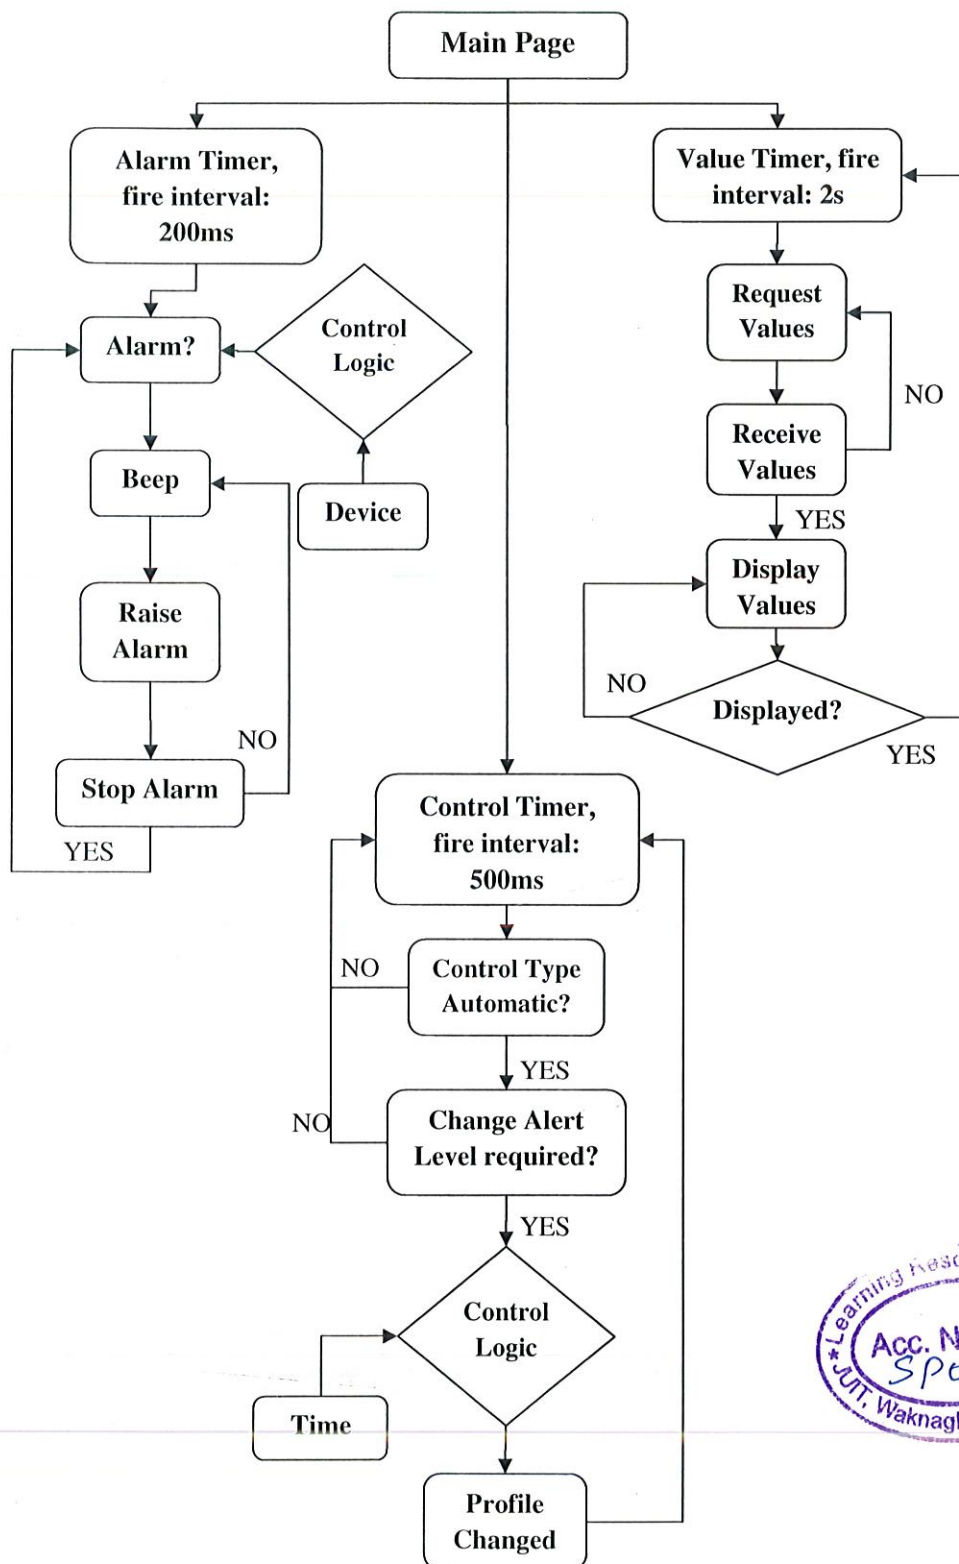 Main Page
Alarm Timer,
fire interval:
200ms
Value Timer, fire
interval: 2s
Alarm?
Control
Logic
Request
Values
NO
Beep
Device
Receive
Values
YES
Raise
Alarm
Display
Values
NO
Displayed?
YES
NO
Stop Alarm
YES
Control Timer,
fire interval:
500ms
NO
Control Type
Automatic?
YES
NO
Change Alert
Level required?
YES
Control
Logic
Time
Profile
Changed
Learning
Acc.
JUIT,